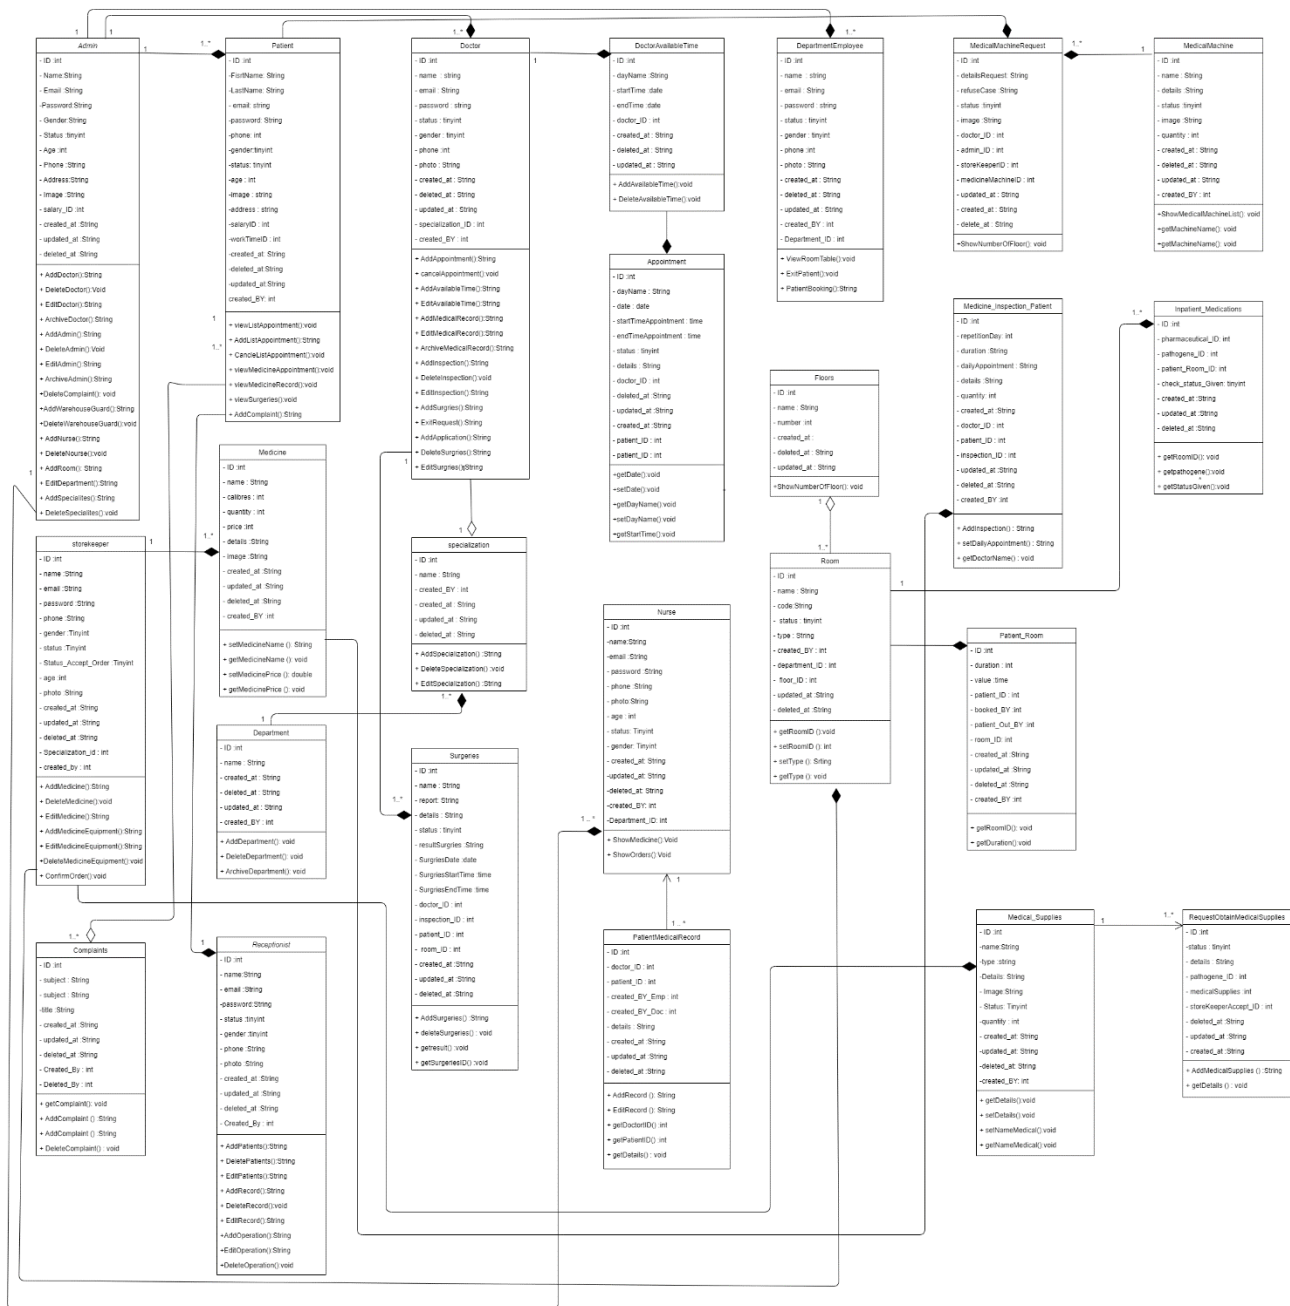 Admin
- ID :int
- Name:String
- Email :String
-Password:String
- Gender:String
- Status :tinyint
- Age :int
- Phone :String
- Address:String
- Image:String
- salary_ID :int
- created_at :String
- updated_at :String
- deleted_at :String
+ AddDoctor():String
+ DeleteDoctor():Void
+ EditDoctor():String
+ ArchiveDoctor():String
+ AddAdmin():String
+ DeleteAdmin():Void
+ EditAdmin():String
+ ArchiveAdmin():String
+DeleteComplaint(): void
+AddWarehouseGuard():String
+DeleteWarehouseGuard():void
+ AddNurse():String
+ DeleteNourse():void
+ AddRoom() : String
+ EditDepartment():String
+ AddSpecialites():String
+ DeleteSpecialites():void
Patient
- ID :int
-FisrtName: String
-LastName: String
- email: string
-password: String
-phone: int
-gender:tinyint
-status: tinyint
-age : int
-image : string
-address : string
-salaryID : int
-workTimeID : int
-created_at:String
-deleted_at:String
-updated_at:String
created_BY: int
+ viewListAppointment():void
+ AddListAppointment():String
+ CancleListAppointment():void
+ viewMedicineAppointment():void
+ viewMedicineRecord():void
+ viewSurgeries():void
+ AddComplaint():String
Doctor
- ID :int
- name : string
- email : String
- password : string
- status : tinyint
- gender : tinyint
- phone :int
- photo : String
- created_at : String
- deleted_at : String
- updated_at : String
- specialization_ID : int
- created_BY : int
+ AddAppointment():String
+ cancelAppointment():void
+ AddAvailableTime():String
+ EditAvailableTime():String
+ AddMedicalRecord():String
+ EditMedicalRecord():String
+ ArchiveMedicalRecord():String
+ AddInspection():String
+ DeleteInspection():void
+ EditInspection():String
+ AddSurgries():String
+ ExitRequest():String
+ AddApplication():String
+ DeleteSurgries():String
+ EditSurgries():String
DoctorAvailableTime
- ID :int
- dayName: String
- startTime :date
- endTime :date
- doctor_ID : int
- created_at : String
- deleted_at : String
- updated_at : String
+ AddAvailableTime():void
+ DeleteAvailableTime():void
DepartmentEmployee
- ID :int
- name : string
- email : String
- password : string
- status : tinyint
- gender : tinyint
- phone :int
- photo : String
- created_at : String
- deleted_at : String
- updated_at : String
- created_BY : int
- Department_ID : int
+ ViewRoomTable():void
+ ExitPatient():void
+ PatientBooking():String
MedicalMachineRequest
- ID :int
- detailsRequest : String
- refuseCase : String
- status :tinyint
- image : String
- doctor_ID : int
- admin_ID : int
- storeKeeperID : int
- medicineMachineID : int
- updated_at : String
- created_at : String
- delete_at : String
+ShowNumberOfFloor(): void
MedicalMachine
- ID :int
- name : String
- details : String
- status :tinyint
- image :String
- quantity : int
- created_at :String
- deleted_at :String
- updated_at :String
- created_BY : int
+ShowMedicalMachineList(): void
+getMachineName(): void
+getMachineName(): void
Appointment
- ID :int
- dayName : String
- date : date
- startTimeAppointment : time
- endTimeAppointment : time
- status : tinyint
- details : String
- doctor_ID : int
- deleted_at : String
- updated_at : String
- created_at : String
- patient_ID : int
- patient_ID : int
+getDate():void
+setDate():void
+getDayName():void
+setDayName():void
+getStartTime():void
Floors
- ID :int
- name : String
- number :int
- created_at :
- deleted_at : String
- updated_at : String
+ShowNumberOfFloor(): void
Medicine_Inspection_Patient
- ID :int
- repetitionDay: int
- duration : String
- dailyAppointment : String
- details :String
- quantity: int
- created_at :String
- doctor_ID : int
- patient_ID : int
- inspection_ID : int
- updated_at :String
- deleted_at :String
- created_BY :int
+ AddInspection() : String
+ setDailyAppointment() : String
+ getDoctorName() : void
Inpatient_Medications
- ID :int
- pharmaceutical_ID : int
- pathogene_ID : int
- patient_Room_ID : int
- check_status_Given: tinyint
- created_at :String
- updated_at :String
- deleted_at :String
+ getRoomID(): void
+ getpathogene():void
+ getStatusGiven():void
Medicine
- ID :int
- name : String
- calibres : int
- quantity : int
- price :int
- details :String
- image :String
- created_at :String
- updated_at :String
- deleted_at :String
- created_BY : int
+ setMedicineName (): String
+ getMedicineName (): void
+ setMedicinePrice (): double
+ getMedicinePrice (): void
storekeeper
- ID :int
- name :String
- email :String
- password :String
- phone :String
- gender :Tinyint
- status :Tinyint
- Status_Accept_Order :Tinyint
- age :int
- photo :String
- created_at :String
- updated_at :String
- deleted_at :String
- Specialization_id : int
- created_by : int
+ AddMedicine():String
+ DeleteMedicine():void
+ EditMedicine():String
+ AddMedicineEquipment():String
+ EditMedicineEquipment():String
+DeleteMedicineEquipment():void
+ ConfirmOrder():void
specialization
- ID :int
- name : String
- created_BY : int
- created_at : String
- updated_at : String
- deleted_at : String
+ AddSpecialization():String
+ DeleteSpecialization():void
+ EditSpecialization():String
Nurse
- ID :int
-name:String
-email :String
- password :String
- phone :String
- photo:String
- age : int
- status: Tinyint
- gender: Tinyint
- created_at: String
-updated_at: String
-deleted_at: String
-created_BY: int
-Department_ID: int
+ ShowMedicine():Void
+ ShowOrders():Void
Room
- ID :int
- name : String
- code:String
- status : tinyint
- type : String
- created_BY : int
- department_ID : int
- floor_ID : int
- updated_at : String
- deleted_at : String
+ getRoomID ():void
+ setRoomID (): int
+ setType (): Srting
+ getType (): void
Patient_Room
- ID :int
- duration : int
- value :time
- patient_ID : int
- booked_BY : int
- patient_Out_BY : int
- room_ID: int
- created_at :String
- updated_at :String
- deleted_at :String
- created_BY :int
+ getRoomID(): void
+ getDuration():void
Department
- ID :int
- name : String
- created_at : String
- deleted_at : String
- updated_at : String
- created_BY : int
+ AddDepartment(): void
+ DeleteDepartment(): void
+ ArchiveDepartment(): void
Surgeries
- ID :int
- name : String
- report: String
- details : String
- status : tinyint
- resultSurgries : String
- SurgriesDate :date
- SurgriesStartTime :time
- SurgriesEndTime :time
- doctor_ID : int
- inspection_ID : int
- patient_ID : int
- room_ID : int
- created_at :String
- updated_at :String
- deleted_at :String
+ AddSurgeries() :String
+ deleteSurgeries() : void
+ getresult() : void
+ getSurgeriesID() :void
Complaints
- ID :int
- subject : String
- subject : String
-title : String
- created_at : String
- updated_at : String
- deleted_at : String
- Created_By : int
- Deleted_By : int
+ getComplaint(): void
+ AddComplaint () :String
+ AddComplaint () :String
+ DeleteComplaint() : void
Receptionist
- ID :int
- name:String
- email :String
-password:String
- status :tinyint
- gender :tinyint
- phone :String
- photo :String
- created_at :String
- updated_at :String
- deleted_at :String
- Created_By : int
+ AddPatients():String
+ DeletePatients():String
+ EditPatients():String
+ AddRecord():String
+ DeleteRecord():void
+ EditRecord():String
+AddOperation():String
+EditOperation():String
+DeleteOperation():void
PatientMedicalRecord
- ID :int
- doctor_ID : int
- patient_ID : int
- created_BY_Emp : int
- created_BY_Doc : int
- details : String
- created_at :String
- updated_at :String
- deleted_at :String
+ AddRecord (): String
+ EditRecord (): String
+ getDoctorID() :int
+ getPatientID() :int
+ getDetails() : void
Medical_Supplies
- ID :int
-name:String
-type :string
-Details: String
- Image:String
- Status: Tinyint
-quantity : int
- created_at: String
-updated_at: String
-deleted_at: String
-created_BY: int
+ getDetails():void
+ setDetails():void
+ setNameMedical():void
+ getNameMedical():void
RequestObtainMedicalSupplies
- ID :int
-status : tinyint
- details : String
- pathogene_ID : int
- medicalSupplies :int
- storeKeeperAccept_ID : int
- deleted_at :String
- updated_at :String
- created_at :String
+ AddMedicalSupplies () :String
+ getDetails () : void